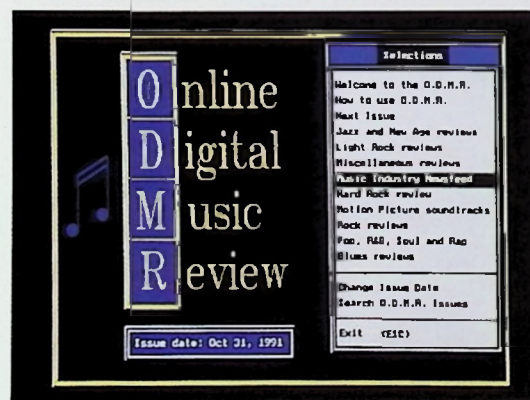 Online
Digital
Music
Review
Issue date: Oct 31, 1991
Selections
Welcome to the O.D.M.R.
How to use O.D.M.R.
Next Issue
Jazz and New Age reviews
Light Rock reviews
Miscellaneous reviews
Music Industry Newsfeed
Hard Rock review
Motion Picture soundtracks
Rock reviews
Pop, R&B, Soul and Rap
Blues reviews
Change Issue Date
Search O.D.M.R. Issues
Exit <ESC>